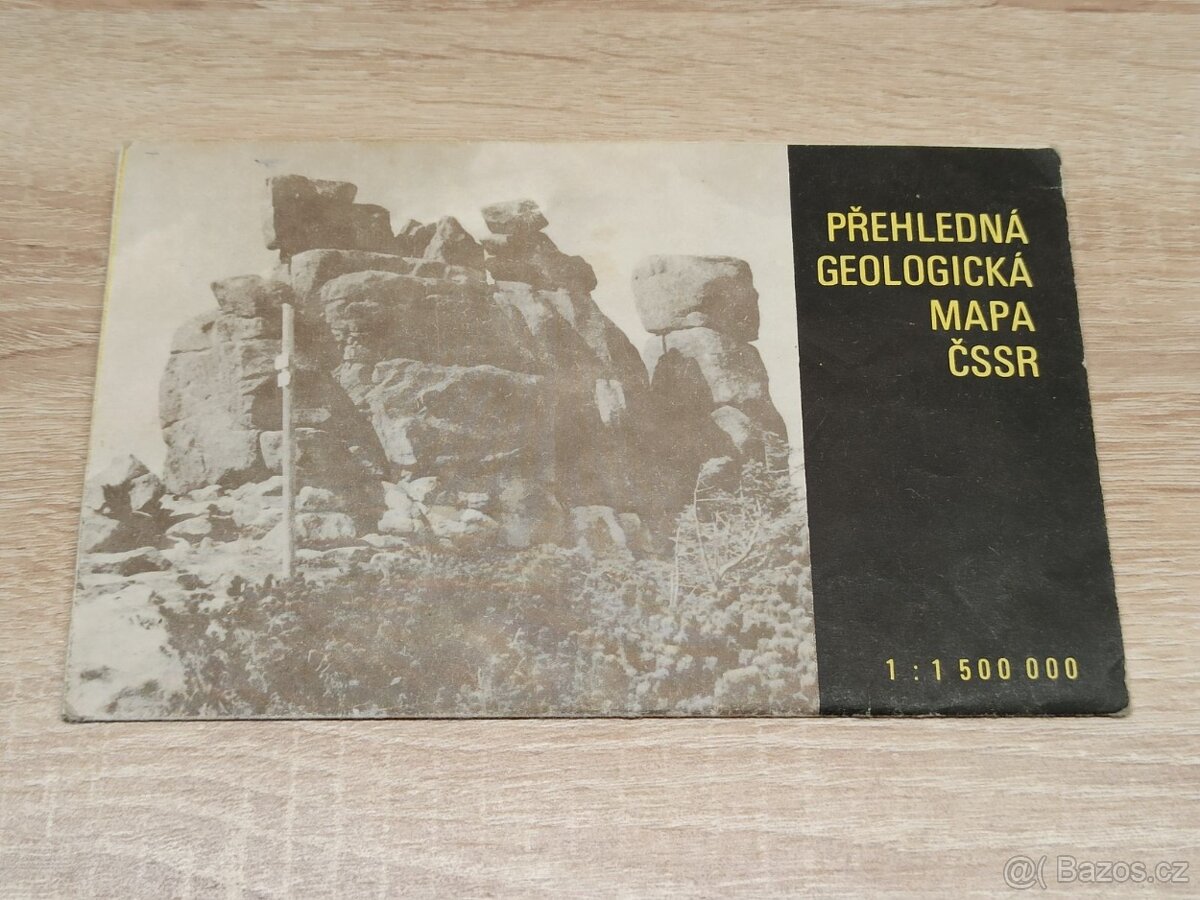 PŘEHLEDNÁ
GEOLOGICKÁ
MAPA
ČSSR
1 : 1 500 000
@( Bazos.cz